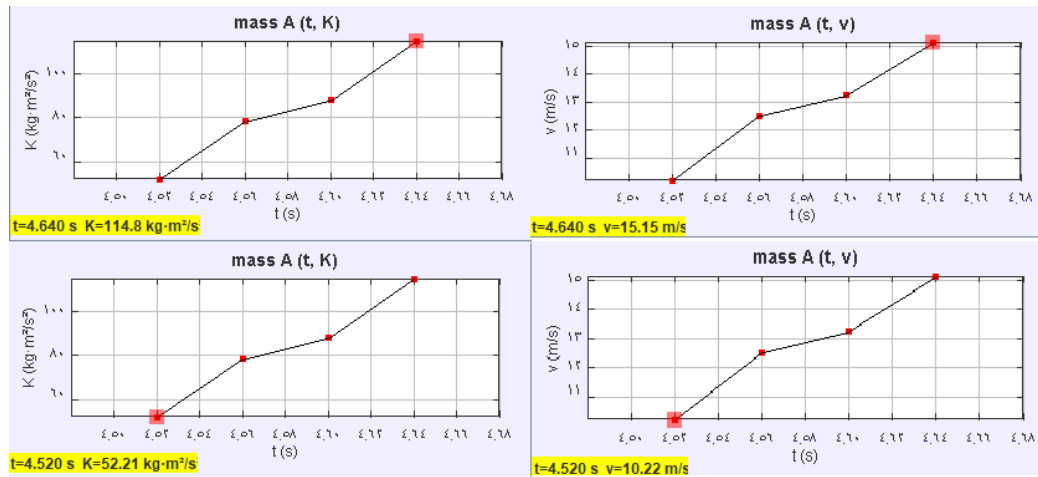 mass A (t, K)
K (kg·m²/s²)
١٠٠
٨٠
٦٠
٤٫٥٠ ٤٫٥٢ ٤٫٥٤ ٤٫٥٦ ٤٫٥٨ ٤٫٦٠ ٤٫٦٢ ٤٫٦٤ ٤٫٦٦ ٤٫٦٨
t (s)
t=4.640 s K=114.8 kg·m²/s
mass A (t, v)
v (m/s)
١٥
١٤
١٣
١٢
١١
٤٫٥٠ ٤٫٥٢ ٤٫٥٤ ٤٫٥٦ ٤٫٥٨ ٤٫٦٠ ٤٫٦٢ ٤٫٦٤ ٤٫٦٦ ٤٫٦٨
t (s)
t=4.640 s v=15.15 m/s
mass A (t, K)
K (kg·m²/s²)
١٠٠
٨٠
٦٠
٤٫٥٠ ٤٫٥٢ ٤٫٥٤ ٤٫٥٦ ٤٫٥٨ ٤٫٦٠ ٤٫٦٢ ٤٫٦٤ ٤٫٦٦ ٤٫٦٨
t (s)
t=4.520 s K=52.21 kg·m²/s²
mass A (t, v)
v (m/s)
١٥
١٤
١٣
١٢
١١
٤٫٥٠ ٤٫٥٢ ٤٫٥٤ ٤٫٥٦ ٤٫٥٨ ٤٫٦٠ ٤٫٦٢ ٤٫٦٤ ٤٫٦٦ ٤٫٦٨
t (s)
t=4.520 s v=10.22 m/s